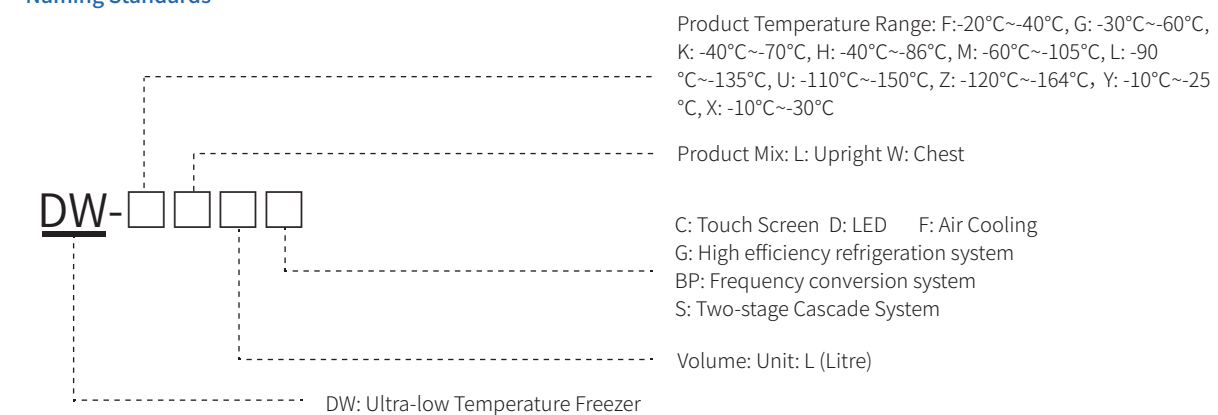 Naming Standards
Product Temperature Range: F:-20°C~-40°C, G: -30°C~-60°C,
K: -40°C~-70°C, H: -40°C~-86°C, M: -60°C~-105°C, L: -90
°C~-135°C, U: -110°C~-150°C, Z: -120°C~-164°C，Y: -10°C~-25
°C, X: -10°C~-30°C
Product Mix: L: Upright W: Chest
DW-□□□□
C: Touch Screen D: LED F: Air Cooling
G: High efficiency refrigeration system
BP: Frequency conversion system
S: Two-stage Cascade System
Volume: Unit: L (Litre)
DW: Ultra-low Temperature Freezer